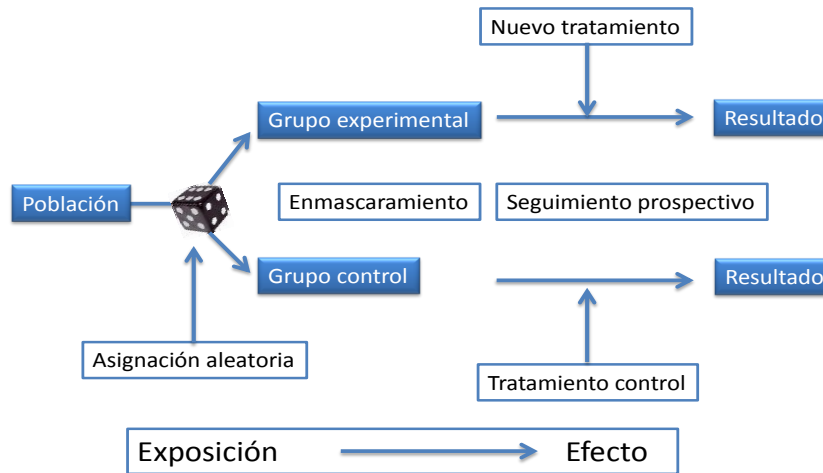 Nuevo tratamiento
Grupo experimental
Resultado
Población
Enmascaramiento
Seguimiento prospectivo
Grupo control
Resultado
Asignación aleatoria
Tratamiento control
Exposición
Efecto